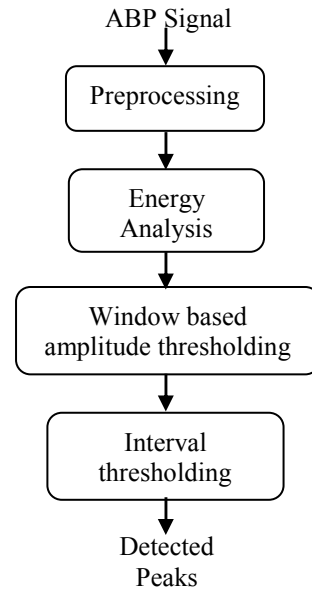 ABP Signal
Preprocessing
Energy
Analysis
Window based
amplitude thresholding
Interval
thresholding
Detected
Peaks